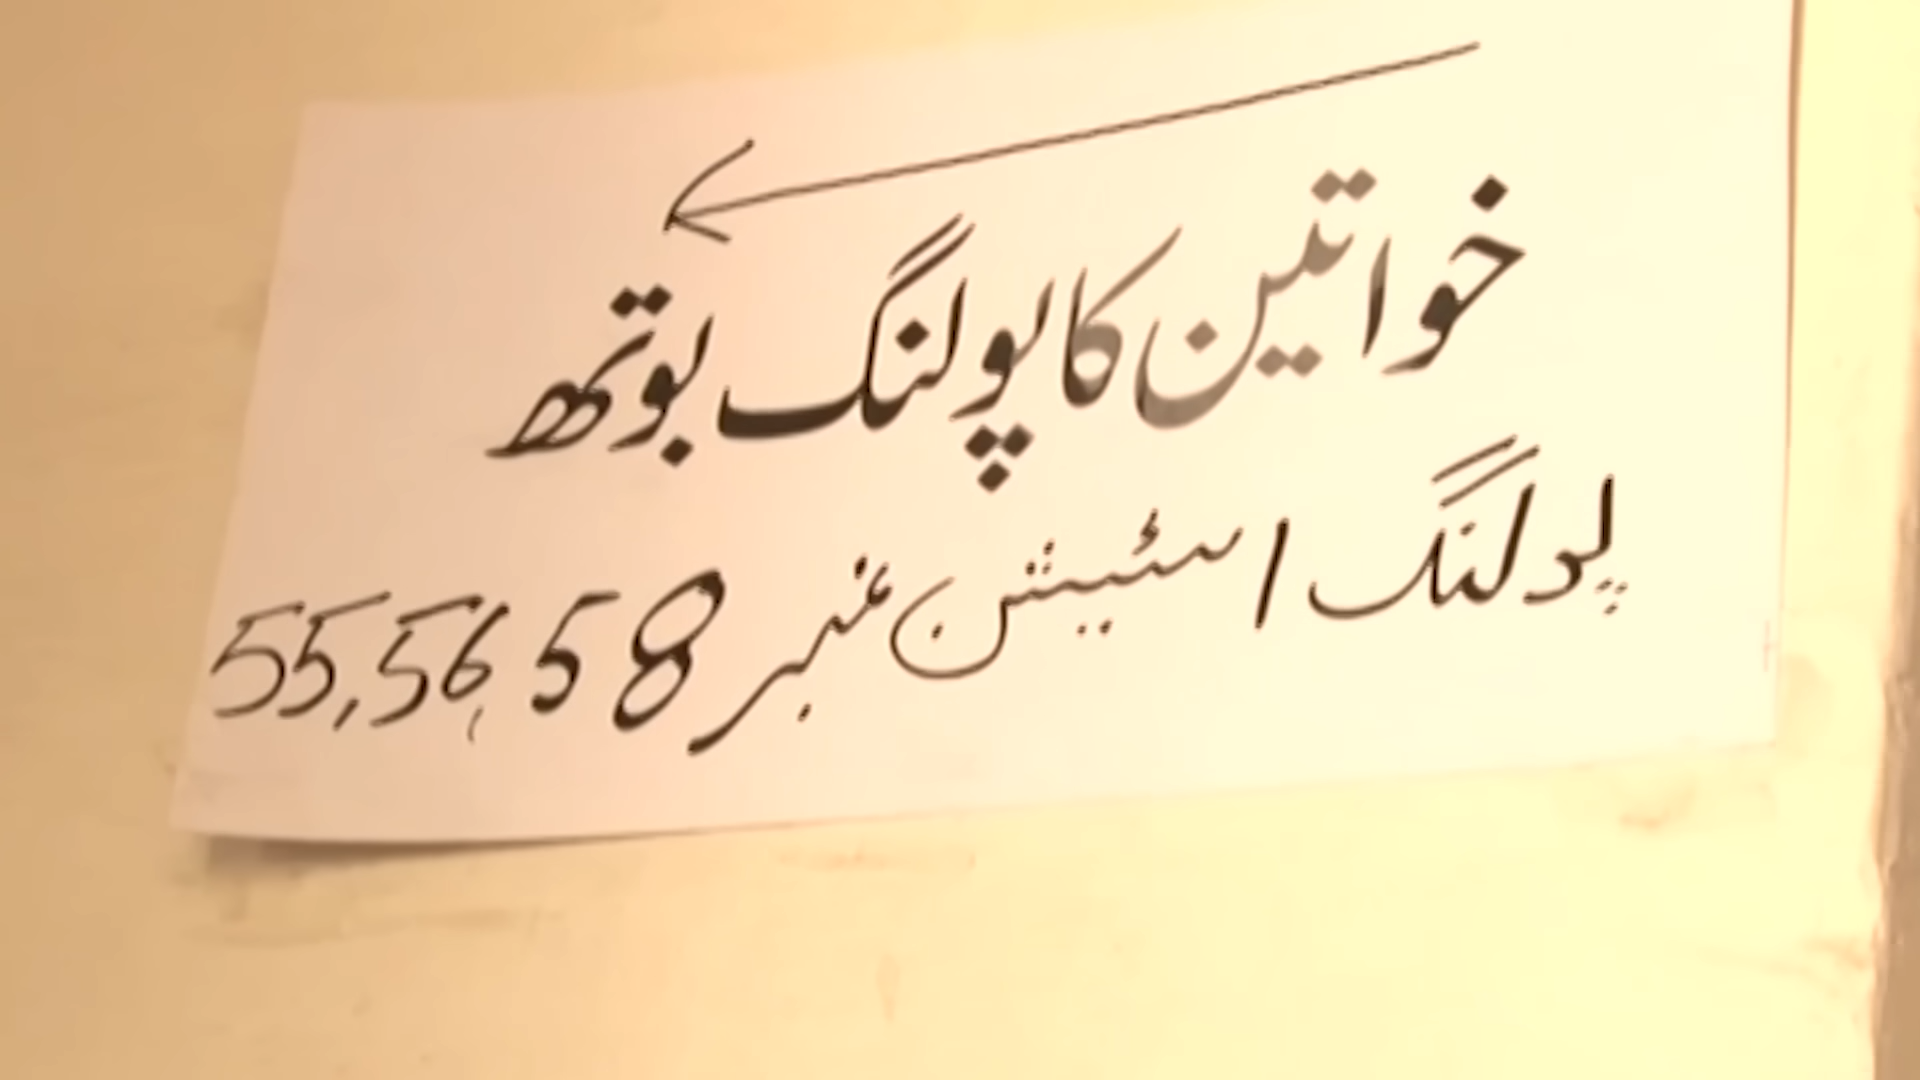 خواتین کا پولنگ بوتھ
پولنگ اسٹیشن نمبر 58 55,56,